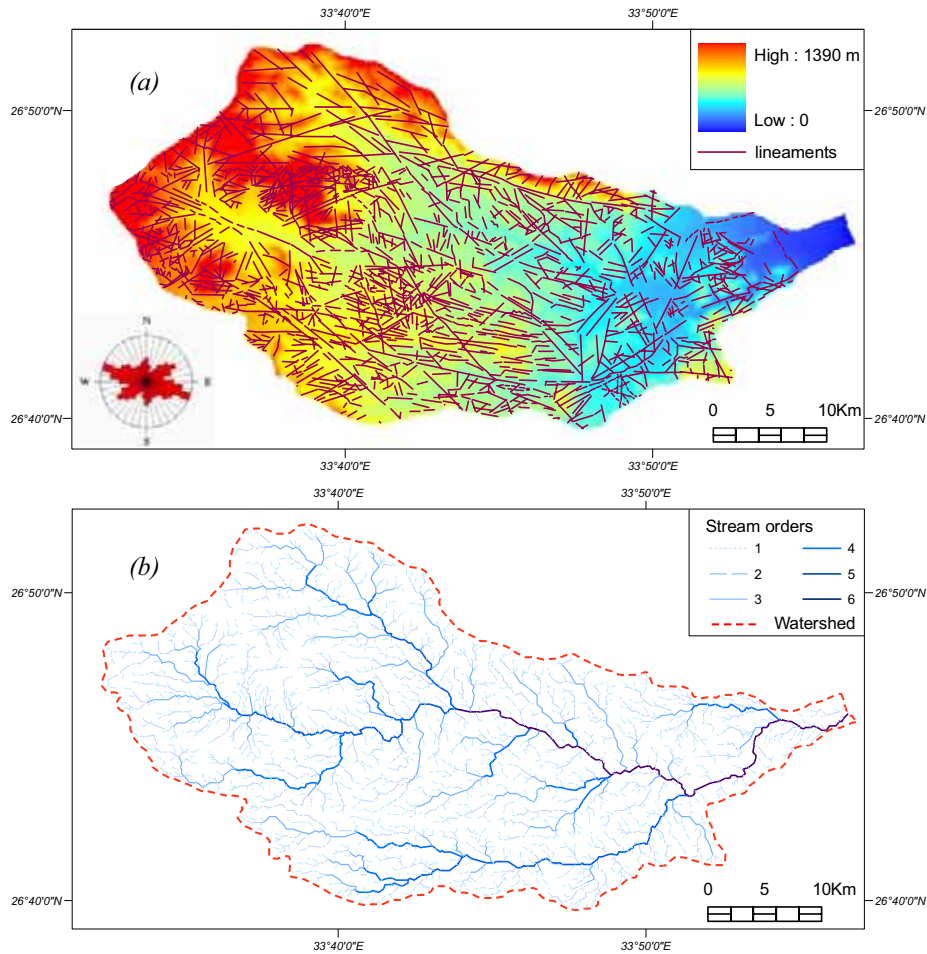 33°40'0"E 33°50'0"E
(a)
High : 1390 m
Low : 0
lineaments
26°50'0"N 26°50'0"N
N
W E
S
0 5 10Km
26°40'0"N 26°40'0"N
33°40'0"E 33°50'0"E
33°40'0"E 33°50'0"E
(b)
Stream orders
1 4
2 5
3 6
Watershed
26°50'0"N 26°50'0"N
0 5 10Km
26°40'0"N 26°40'0"N
33°40'0"E 33°50'0"E